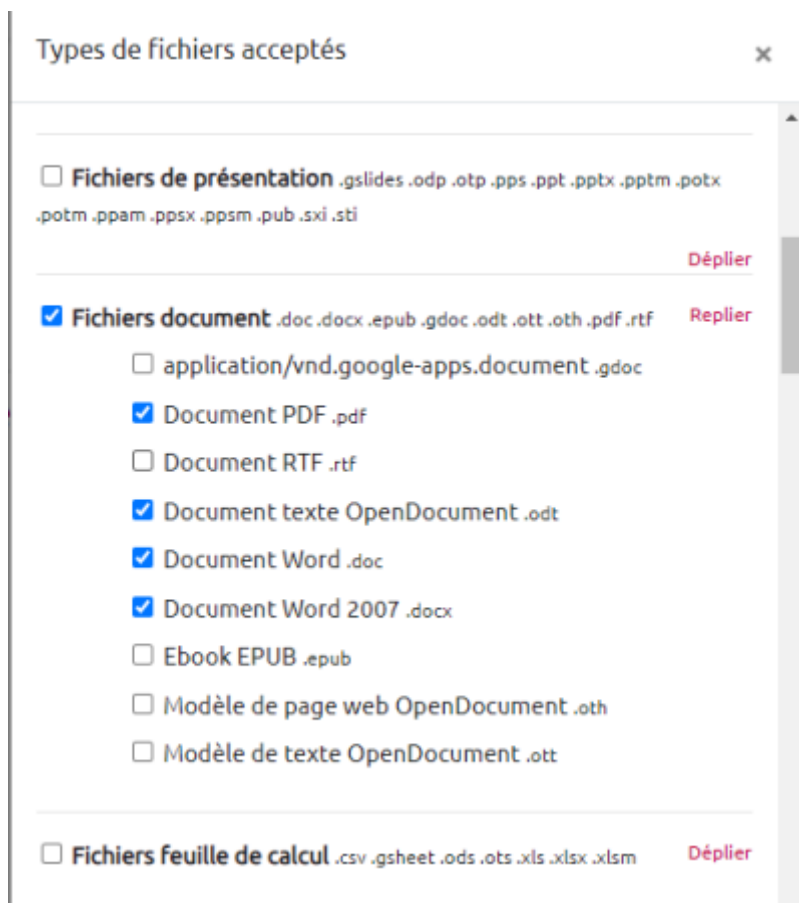 Types de fichiers acceptés ×
Fichiers de présentation .gslides .odp .otp .pps .ppt .pptx .pptm .potx
.potm .ppam .ppsx .ppsm .pub .sxi .sti
Déplier
Fichiers document .doc .docx .epub .gdoc .odt .ott .oth .pdf .rtf Replier
application/vnd.google-apps.document .gdoc
Document PDF .pdf
Document RTF .rtf
Document texte OpenDocument .odt
Document Word .doc
Document Word 2007 .docx
Ebook EPUB .epub
Modèle de page web OpenDocument .oth
Modèle de texte OpenDocument .ott
Fichiers feuille de calcul .csv .gsheet .ods .ots .xls .xlsx .xlsm Déplier